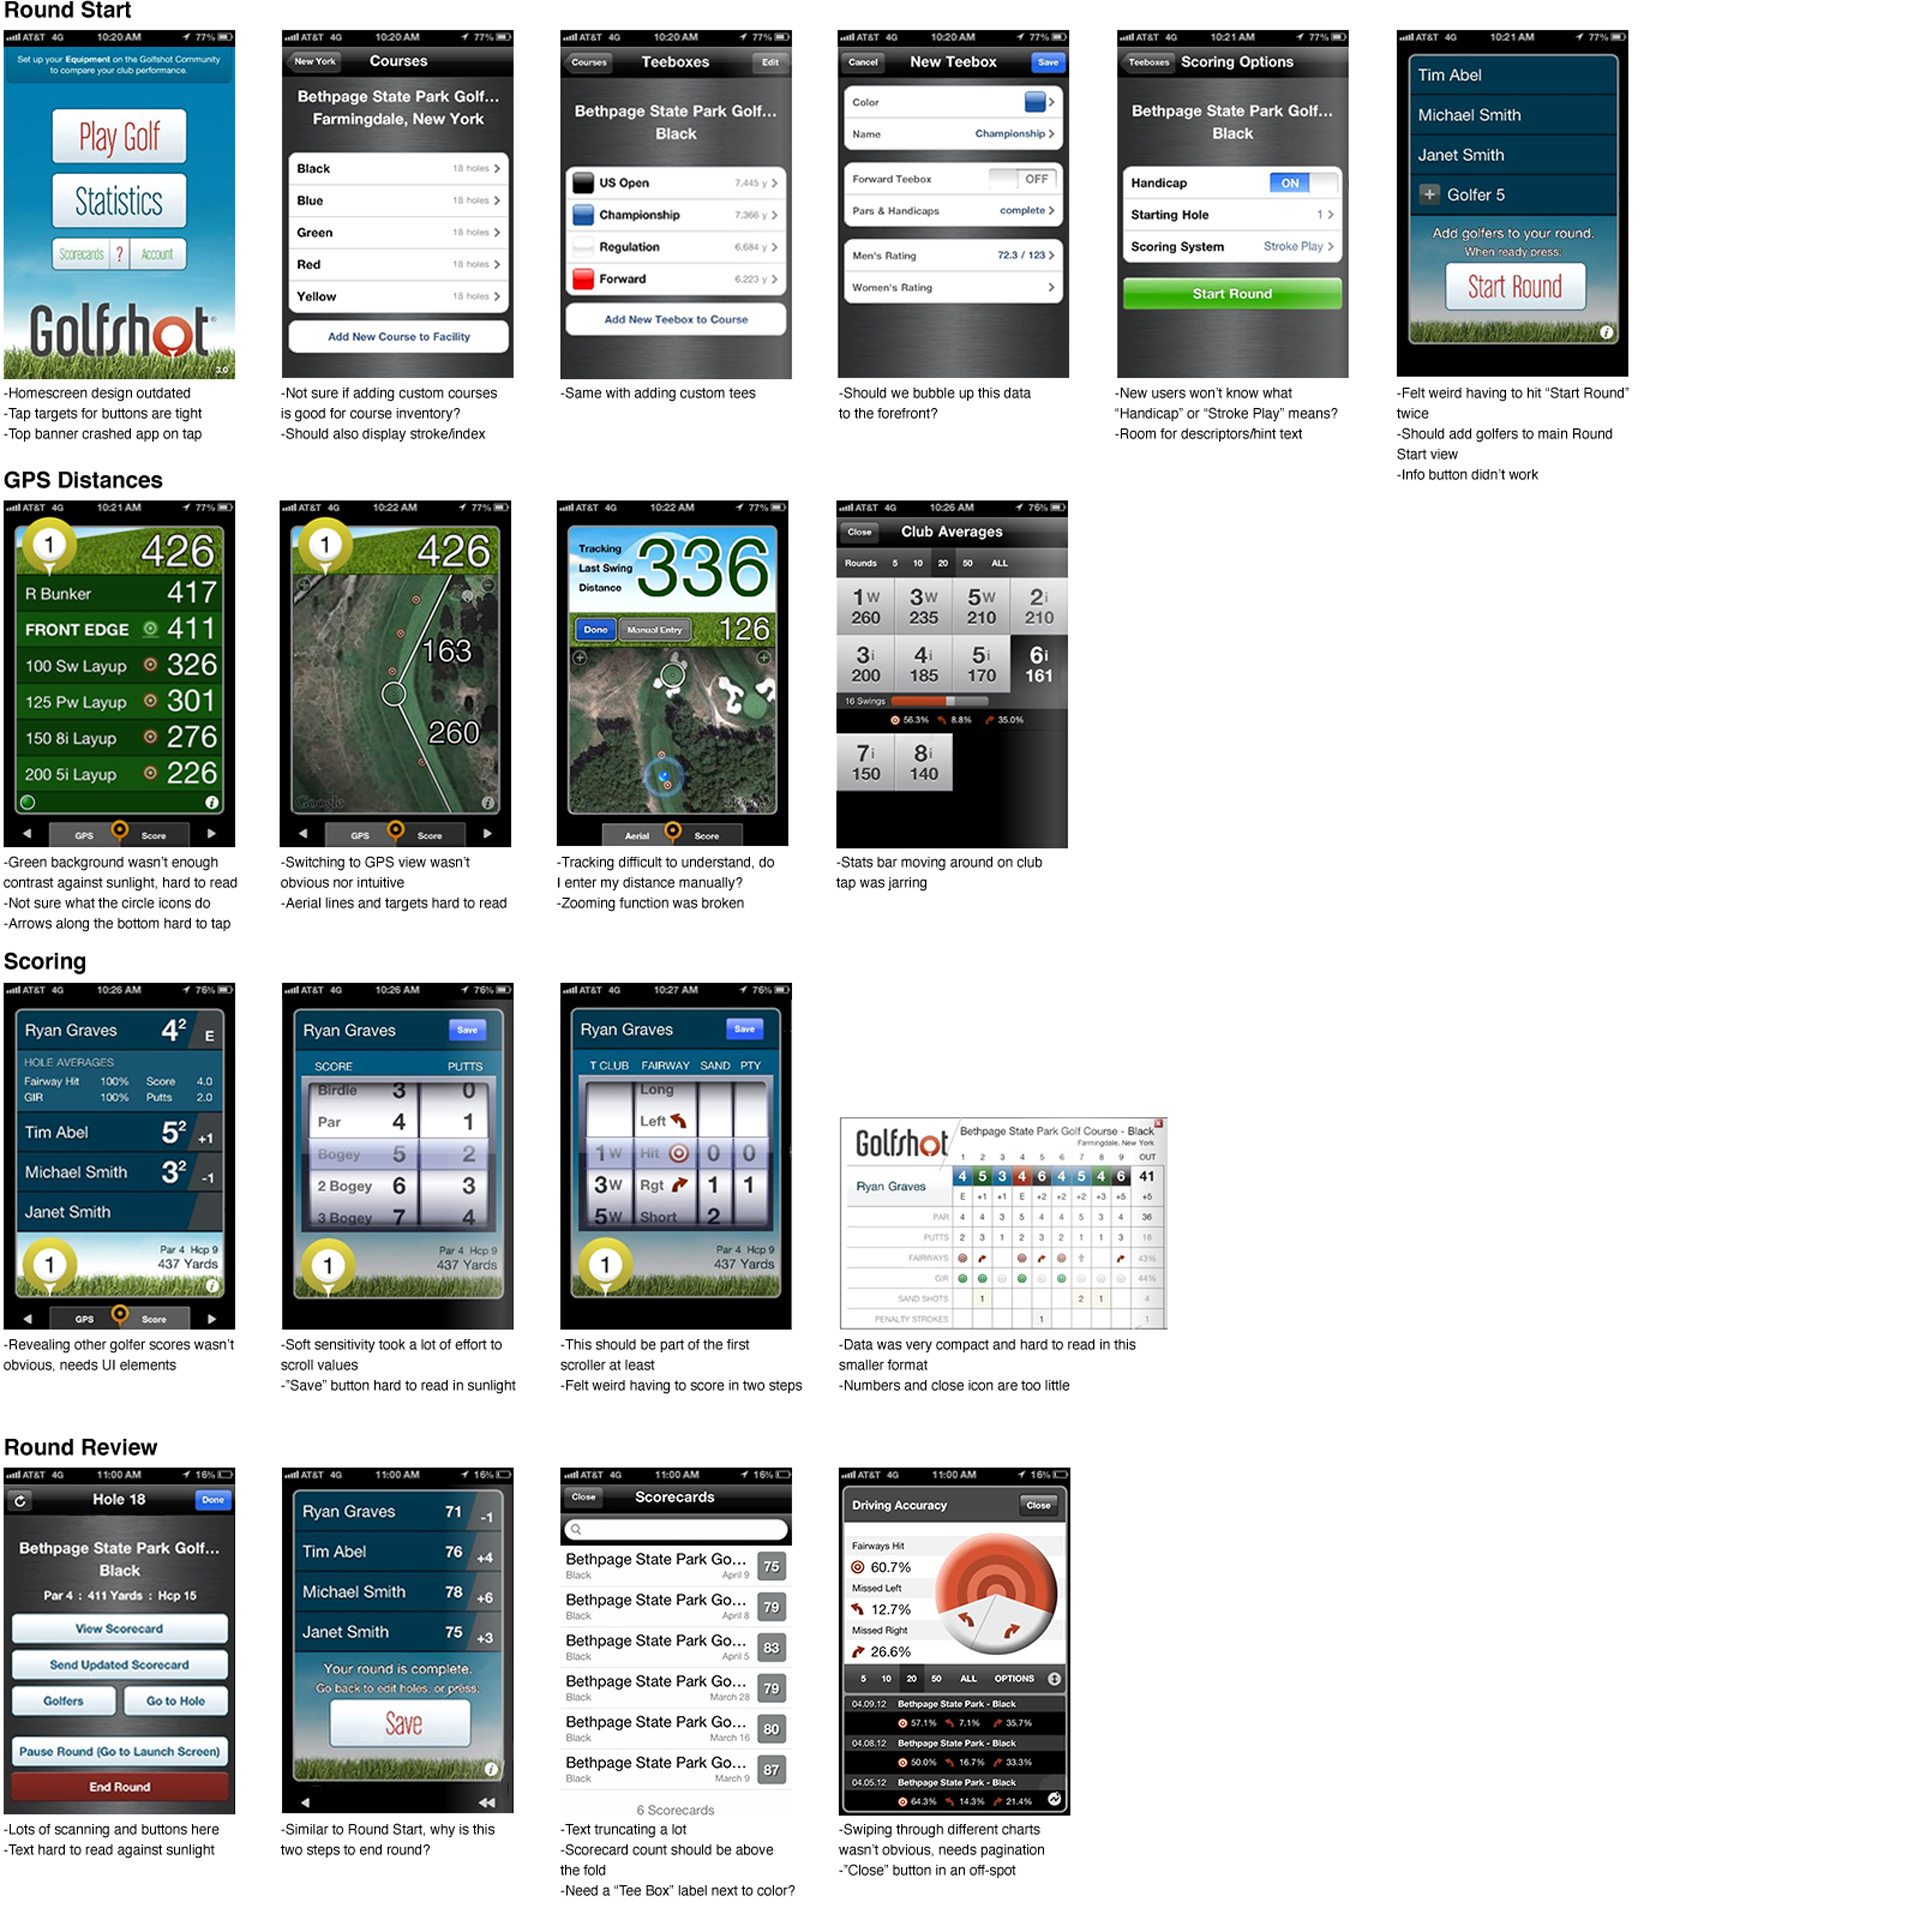 Round Start
AT&T 4G 10:20 AM 77%
Set up your Equipment on the Golfshot Community
to compare your club performance.
Play Golf
Statistics
Scorecards ? Account
Golfshot
3.0
-Homescreen design outdated
-Tap targets for buttons are tight
-Top banner crashed app on tap
AT&T 4G 10:20 AM 77%
New York Courses
Bethpage State Park Golf...
Farmingdale, New York
Black 18 holes
Blue 18 holes
Green 18 holes
Red 18 holes
Yellow 18 holes
Add New Course to Facility
-Not sure if adding custom courses
is good for course inventory?
-Should also display stroke/index
AT&T 4G 10:20 AM 77%
Courses Teeboxes Edit
Bethpage State Park Golf...
Black
US Open 7,445 y
Championship 7,366 y
Regulation 6,684 y
Forward 6,223 y
Add New Teebox to Course
-Same with adding custom tees
AT&T 4G 10:20 AM 77%
Cancel New Teebox Save
Color
Name Championship
Forward Teebox OFF
Pars & Handicaps complete
Men's Rating 72.3 / 123
Women's Rating
-Should we bubble up this data
to the forefront?
AT&T 4G 10:21 AM 77%
Teeboxes Scoring Options
Bethpage State Park Golf...
Black
Handicap ON
Starting Hole 1
Scoring System Stroke Play
Start Round
-New users won't know what
“Handicap” or “Stroke Play” means?
-Room for descriptors/hint text
AT&T 4G 10:21 AM 77%
Tim Abel
Michael Smith
Janet Smith
+ Golfer 5
Add golfers to your round.
When ready press:
Start Round
i
-Felt weird having to hit “Start Round”
twice
-Should add golfers to main Round
Start view
-Info button didn't work
GPS Distances
AT&T 4G 10:21 AM 77%
1 426
R Bunker 417
FRONT EDGE 411
100 Sw Layup 326
125 Pw Layup 301
150 8i Layup 276
200 5i Layup 226
i
GPS Score
-Green background wasn't enough
contrast against sunlight, hard to read
-Not sure what the circle icons do
-Arrows along the bottom hard to tap
AT&T 4G 10:22 AM 77%
1 426
163
260
Google i
GPS Score
-Switching to GPS view wasn't
obvious nor intuitive
-Aerial lines and targets hard to read
AT&T 4G 10:22 AM 77%
Tracking
Last Swing
Distance
336
Done Manual Entry 126
Aerial Score
-Tracking difficult to understand, do
I enter my distance manually?
-Zooming function was broken
AT&T 4G 10:26 AM 76%
Close Club Averages
Rounds 5 10 20 50 ALL
1W 3W 5W 2i
260 235 210 210
3i 4i 5i 6i
200 185 170 161
16 Swings
56.3% 8.8% 35.0%
7i 8i
150 140
-Stats bar moving around on club
tap was jarring
Scoring
AT&T 4G 10:26 AM 76%
Ryan Graves 4² E
HOLE AVERAGES
Fairway Hit 100% Score 4.0
GIR 100% Putts 2.0
Tim Abel 5² +1
Michael Smith 3² -1
Janet Smith
1
Par 4 Hcp 9
437 Yards
i
GPS Score
-Revealing other golfer scores wasn't
obvious, needs UI elements
AT&T 4G 10:26 AM 76%
Ryan Graves Save
SCORE PUTTS
Birdie 3 0
Par 4 1
Bogey 5 2
2 Bogey 6 3
3 Bogey 7 4
1
Par 4 Hcp 9
437 Yards
-Soft sensitivity took a lot of effort to
scroll values
-”Save” button hard to read in sunlight
AT&T 4G 10:27 AM 76%
Ryan Graves Save
T CLUB FAIRWAY SAND PTY
Long
Left
1W Hit 0 0
3W Rgt 1 1
5W Short 2
1
Par 4 Hcp 9
437 Yards
-This should be part of the first
scroller at least
-Felt weird having to score in two steps
Golfshot
Bethpage State Park Golf Course - Black
Farmingdale, New York
1 2 3 4 5 6 7 8 9 OUT
Ryan Graves 4 5 3 4 6 4 5 4 6 41
E +1 +1 E +2 +2 +2 +3 +5 +5
PAR 4 4 3 5 4 4 5 3 4 36
PUTTS 2 3 1 2 3 2 1 1 3 18
FAIRWAYS 43%
GIR 44%
SAND SHOTS 1 2 1 4
PENALTY STROKES 1 1
-Data was very compact and hard to read in this
smaller format
-Numbers and close icon are too little
Round Review
AT&T 4G 11:00 AM 16%
Hole 18 Done
Bethpage State Park Golf...
Black
Par 4 : 411 Yards : Hcp 15
View Scorecard
Send Updated Scorecard
Golfers Go to Hole
Pause Round (Go to Launch Screen)
End Round
-Lots of scanning and buttons here
-Text hard to read against sunlight
AT&T 4G 11:00 AM 16%
Ryan Graves 71 -1
Tim Abel 76 +4
Michael Smith 78 +6
Janet Smith 75 +3
Your round is complete.
Go back to edit holes, or press:
Save
i
-Similar to Round Start, why is this
two steps to end round?
AT&T 4G 11:00 AM 16%
Close Scorecards
Bethpage State Park Go... 75
Black April 9
Bethpage State Park Go... 79
Black April 8
Bethpage State Park Go... 83
Black April 5
Bethpage State Park Go... 79
Black March 28
Bethpage State Park Go... 80
Black March 16
Bethpage State Park Go... 87
Black March 9
6 Scorecards
-Text truncating a lot
-Scorecard count should be above
the fold
-Need a “Tee Box” label next to color?
AT&T 4G 11:00 AM 16%
Driving Accuracy Close
Fairways Hit
60.7%
Missed Left
12.7%
Missed Right
26.6%
5 10 20 50 ALL OPTIONS
04.09.12 Bethpage State Park - Black
57.1% 7.1% 35.7%
04.08.12 Bethpage State Park - Black
50.0% 16.7% 33.3%
04.05.12 Bethpage State Park - Black
64.3% 14.3% 21.4%
-Swiping through different charts
wasn't obvious, needs pagination
-”Close” button in an off-spot